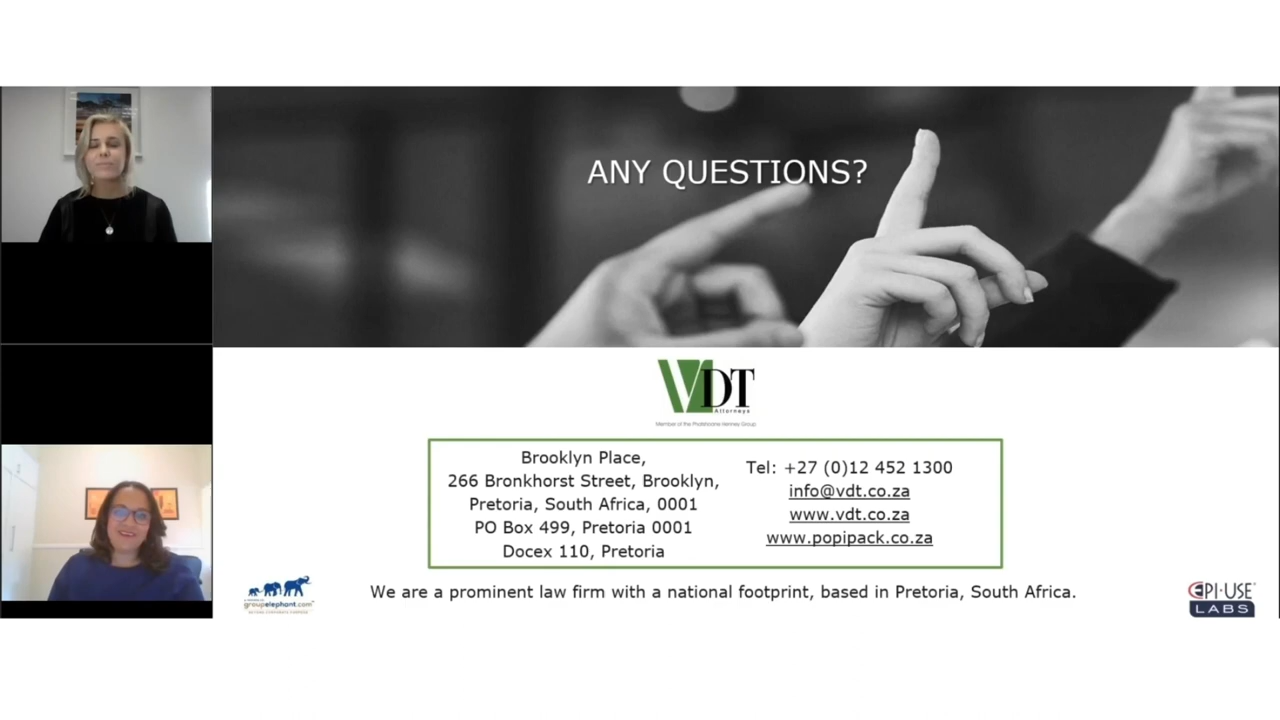 ANY QUESTIONS?
VDT
Attorneys
Brooklyn Place,
266 Bronkhorst Street, Brooklyn,
Pretoria, South Africa, 0001
PO Box 499, Pretoria 0001
Docex 110, Pretoria
Tel: +27 (0)12 452 1300
info@vdt.co.za
www.vdt.co.za
www.popipack.co.za
groupelephant.com
We are a prominent law firm with a national footprint, based in Pretoria, South Africa.
EPI·USE
LABS